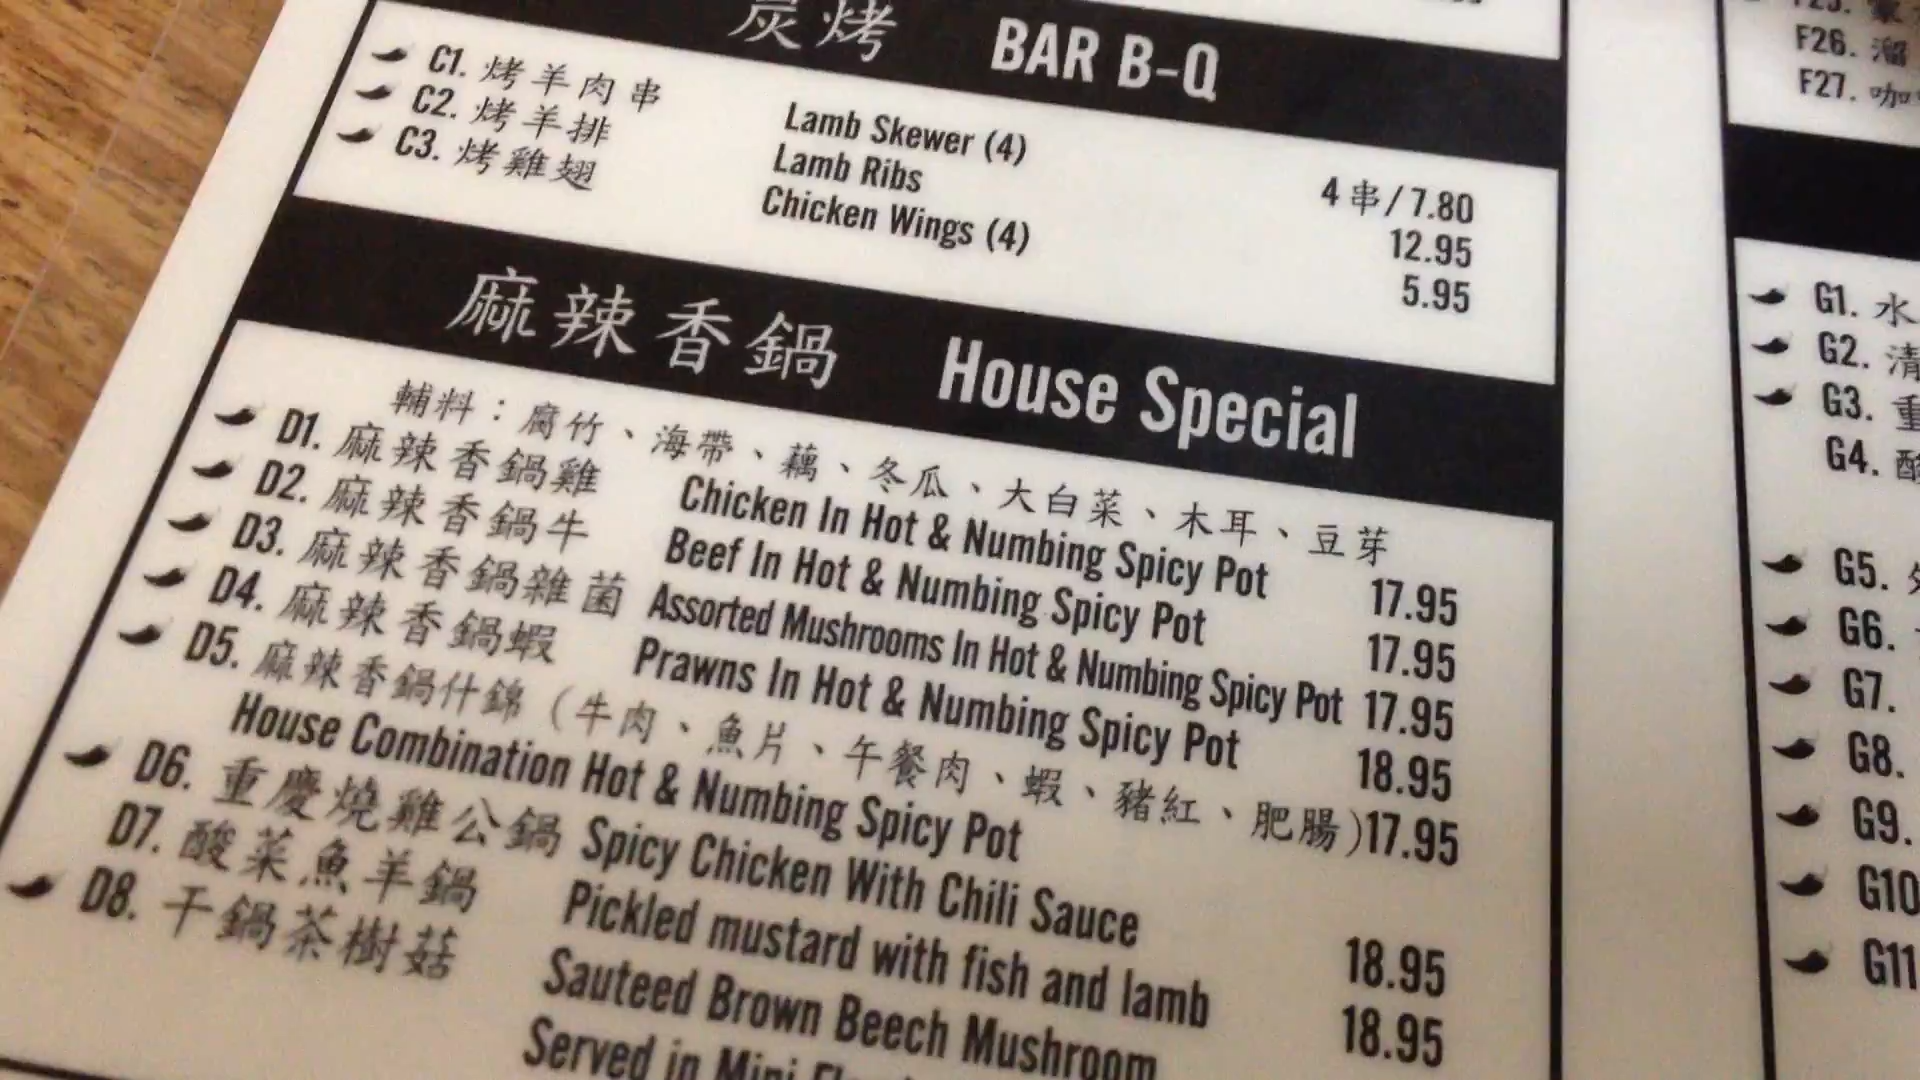 炭烤 BAR B-Q
C1. 烤羊肉串 Lamb Skewer (4) 4串/7.80
C2. 烤羊排 Lamb Ribs 12.95
C3. 烤雞翅 Chicken Wings (4) 5.95
麻辣香鍋 House Special
輔料：腐竹、海帶、藕、冬瓜、大白菜、木耳、豆芽
D1. 麻辣香鍋雞 Chicken In Hot & Numbing Spicy Pot 17.95
D2. 麻辣香鍋牛 Beef In Hot & Numbing Spicy Pot 17.95
D3. 麻辣香鍋雜菌 Assorted Mushrooms In Hot & Numbing Spicy Pot 17.95
D4. 麻辣香鍋蝦 Prawns In Hot & Numbing Spicy Pot 18.95
D5. 麻辣香鍋什錦（牛肉、魚片、午餐肉、蝦、豬紅、肥腸)17.95
House Combination Hot & Numbing Spicy Pot
D6. 重慶燒雞公鍋 Spicy Chicken With Chili Sauce 18.95
D7. 酸菜魚羊鍋 Pickled mustard with fish and lamb 18.95
D8. 干鍋茶樹菇 Sauteed Brown Beech Mushroom
Served in Mini
F26. 溜
F27. 咖
G1. 水
G2. 清
G3. 重
G4. 酸
G5.
G6.
G7.
G8.
G9.
G10
G11